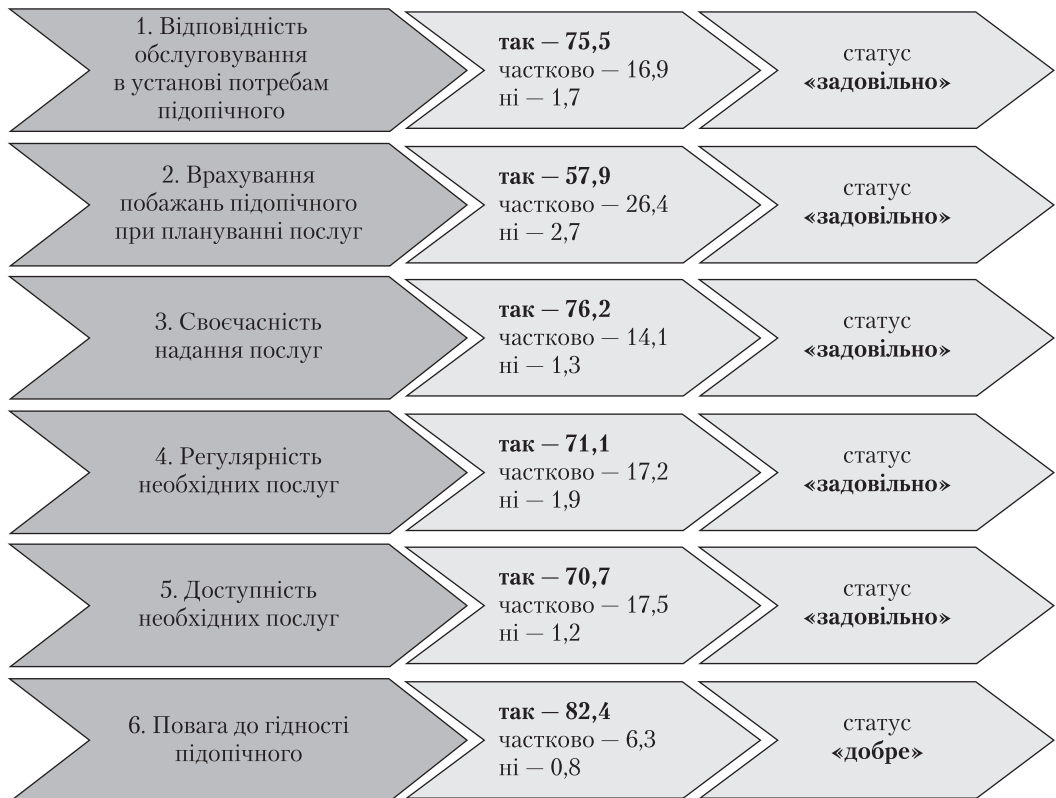 1. Відповідність
обслуговування
в установі потребам
підопічного
так – 75,5
частково – 16,9
ні – 1,7
статус
«задовільно»
2. Врахування
побажань підопічного
при плануванні послуг
так – 57,9
частково – 26,4
ні – 2,7
статус
«задовільно»
3. Своєчасність
надання послуг
так – 76,2
частково – 14,1
ні – 1,3
статус
«задовільно»
4. Регулярність
необхідних послуг
так – 71,1
частково – 17,2
ні – 1,9
статус
«задовільно»
5. Доступність
необхідних послуг
так – 70,7
частково – 17,5
ні – 1,2
статус
«задовільно»
6. Повага до гідності
підопічного
так – 82,4
частково – 6,3
ні – 0,8
статус
«добре»